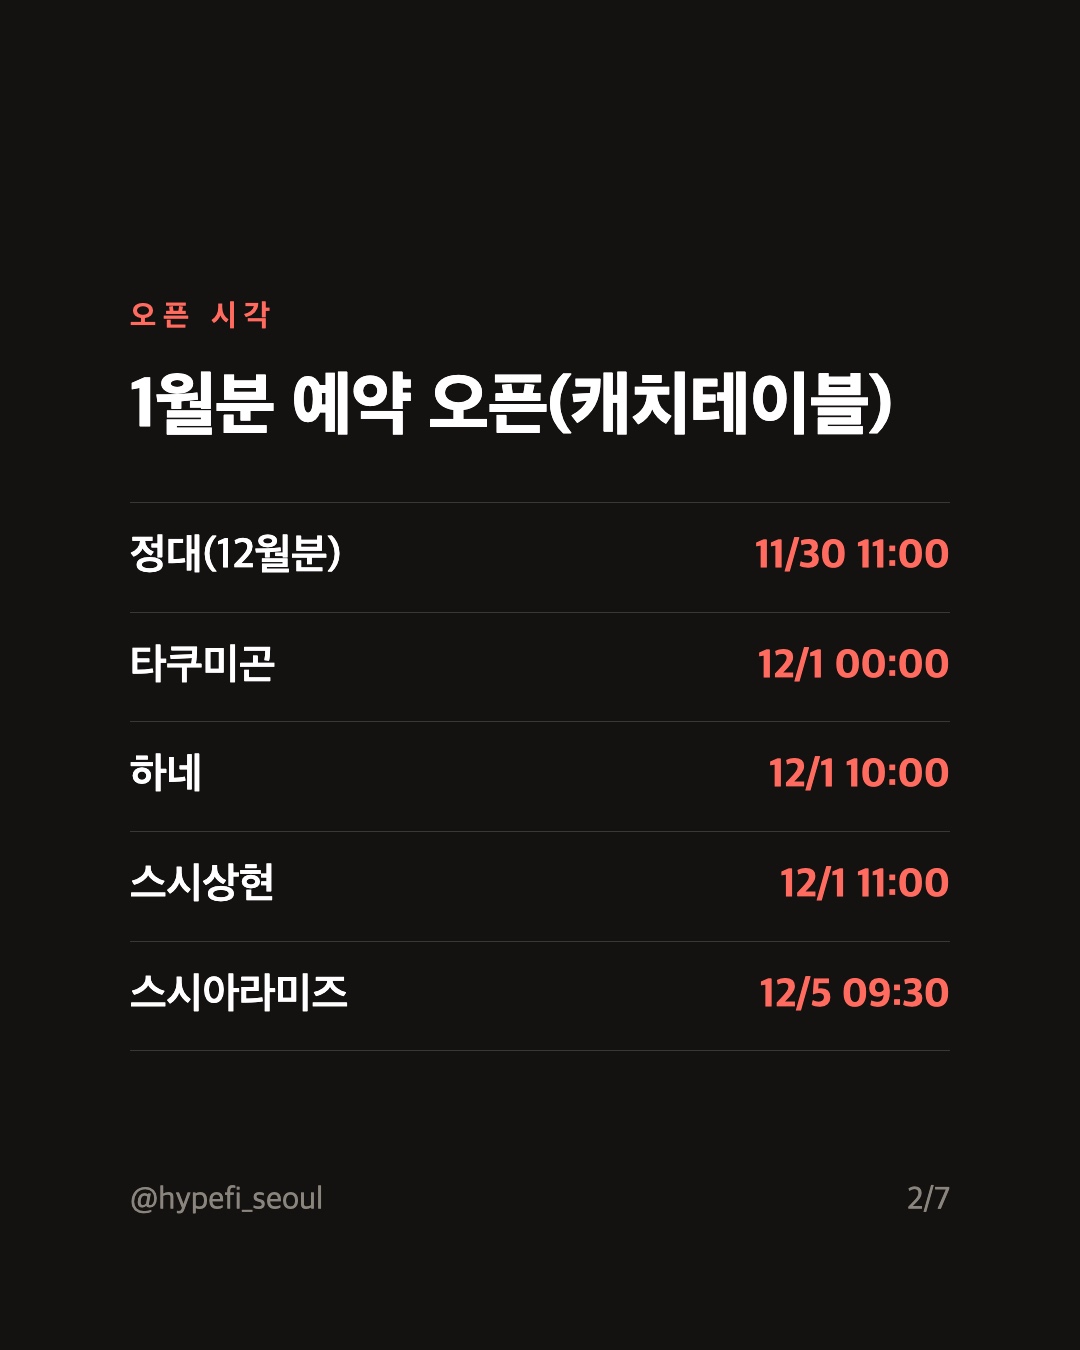 오픈 시각
1월분 예약 오픈(캐치테이블)
정대(12월분) 11/30 11:00
타쿠미곤 12/1 00:00
하네 12/1 10:00
스시상현 12/1 11:00
스시아라미즈 12/5 09:30
@hypefi_seoul 2/7